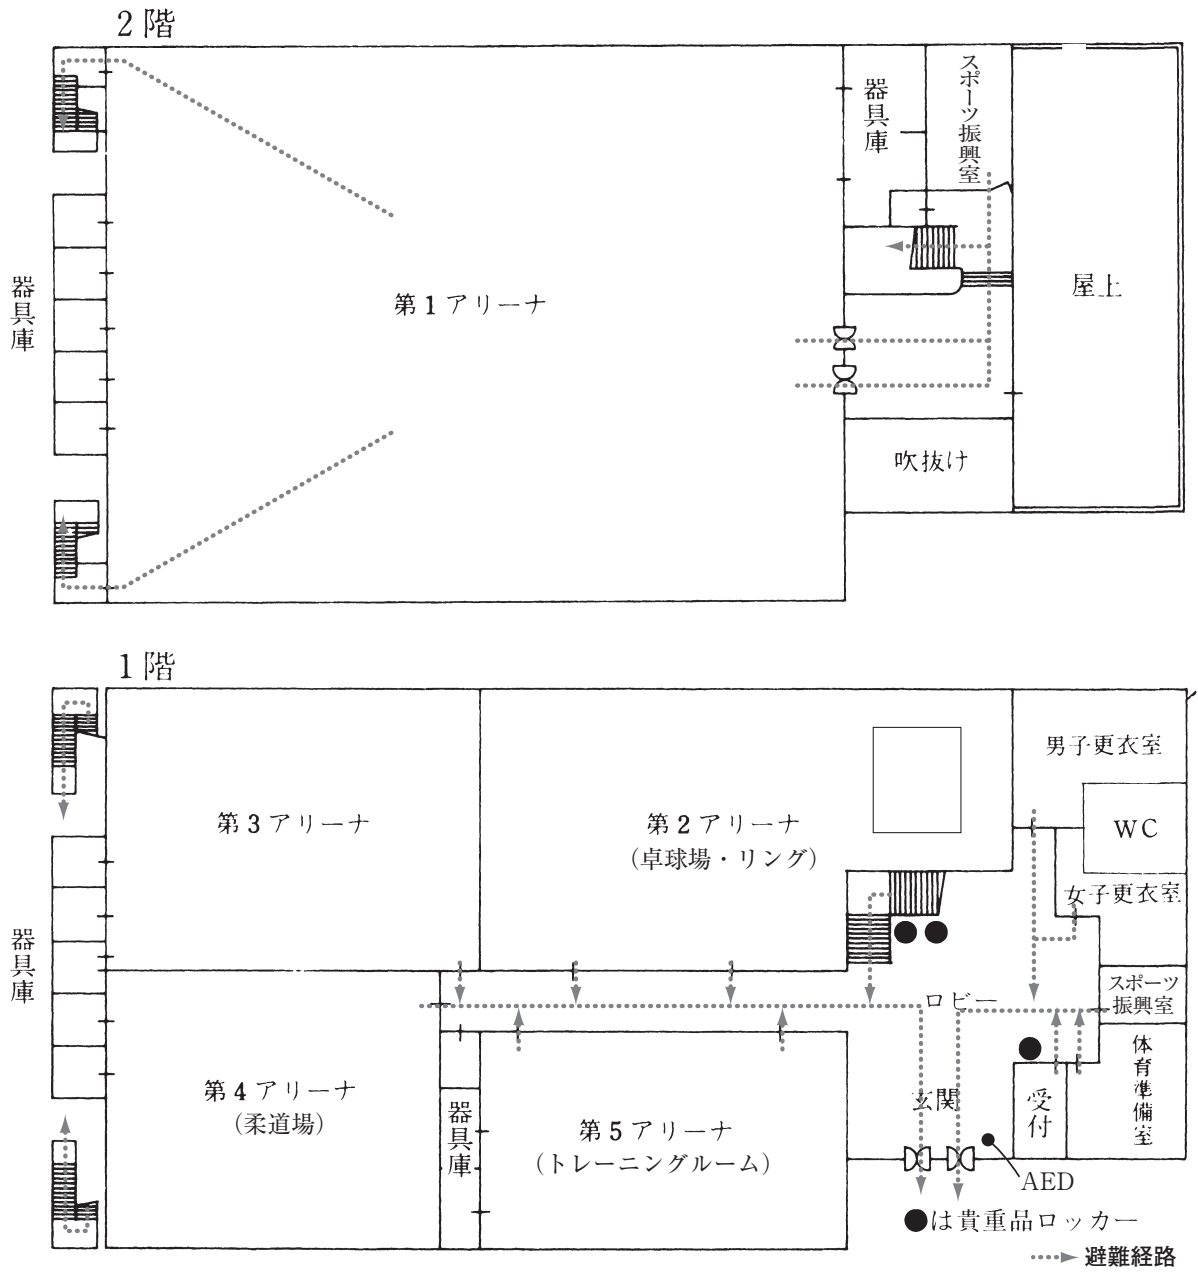 2階
器具庫
スポーツ振興室
器具庫
第1アリーナ
屋上
吹抜け
1階
男子更衣室
第3アリーナ
第2アリーナ
(卓球場・リング)
WC
女子更衣室
器具庫
ロビー
スポーツ
振興室
第4アリーナ
(柔道場)
器具庫
第5アリーナ
(トレーニングルーム)
玄関
受付
体育準備室
AED
●は貴重品ロッカー
避難経路